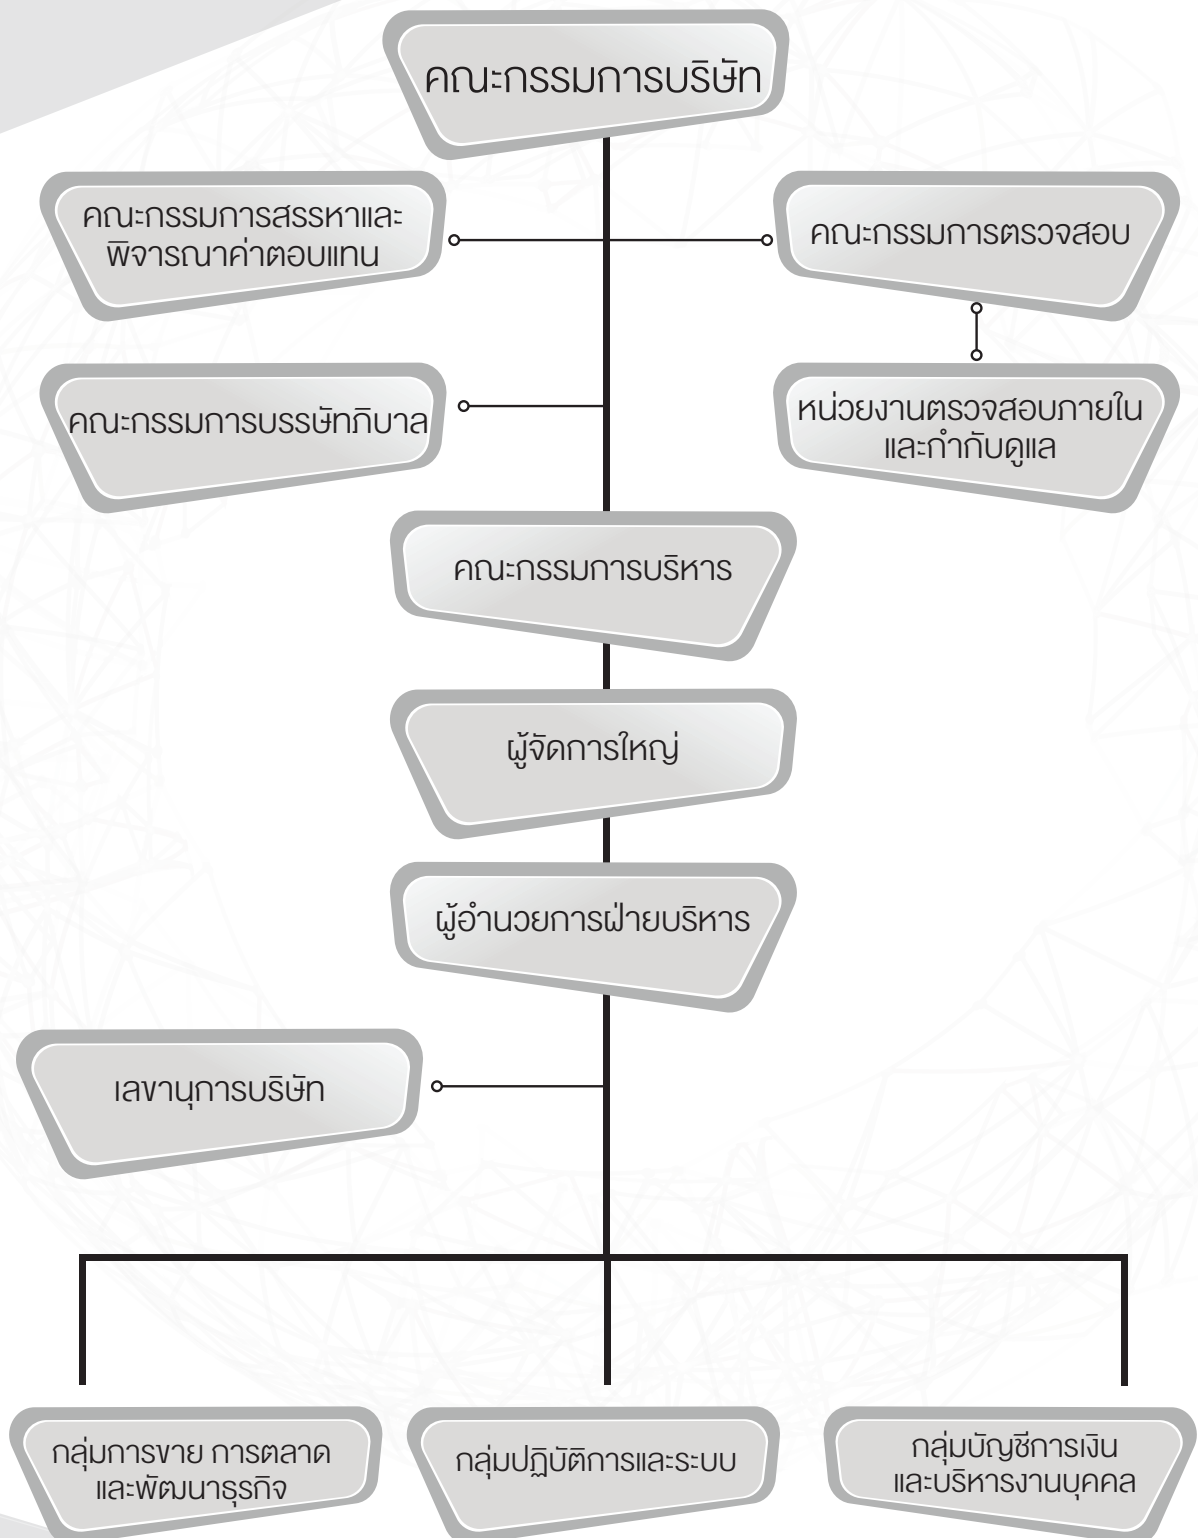 คณะกรรมการบริษัท
คณะกรรมการสรรหาและ
พิจารณาค่าตอบแทน
คณะกรรมการตรวจสอบ
คณะกรรมการบรรษัทภิบาล
หน่วยงานตรวจสอบภายใน
และกำกับดูแล
คณะกรรมการบริหาร
ผู้จัดการใหญ่
ผู้อำนวยการฝ่ายบริหาร
เลขานุการบริษัท
กลุ่มการขาย การตลาด
และพัฒนาธุรกิจ
กลุ่มปฏิบัติการและระบบ
กลุ่มบัญชีการเงิน
และบริหารงานบุคคล